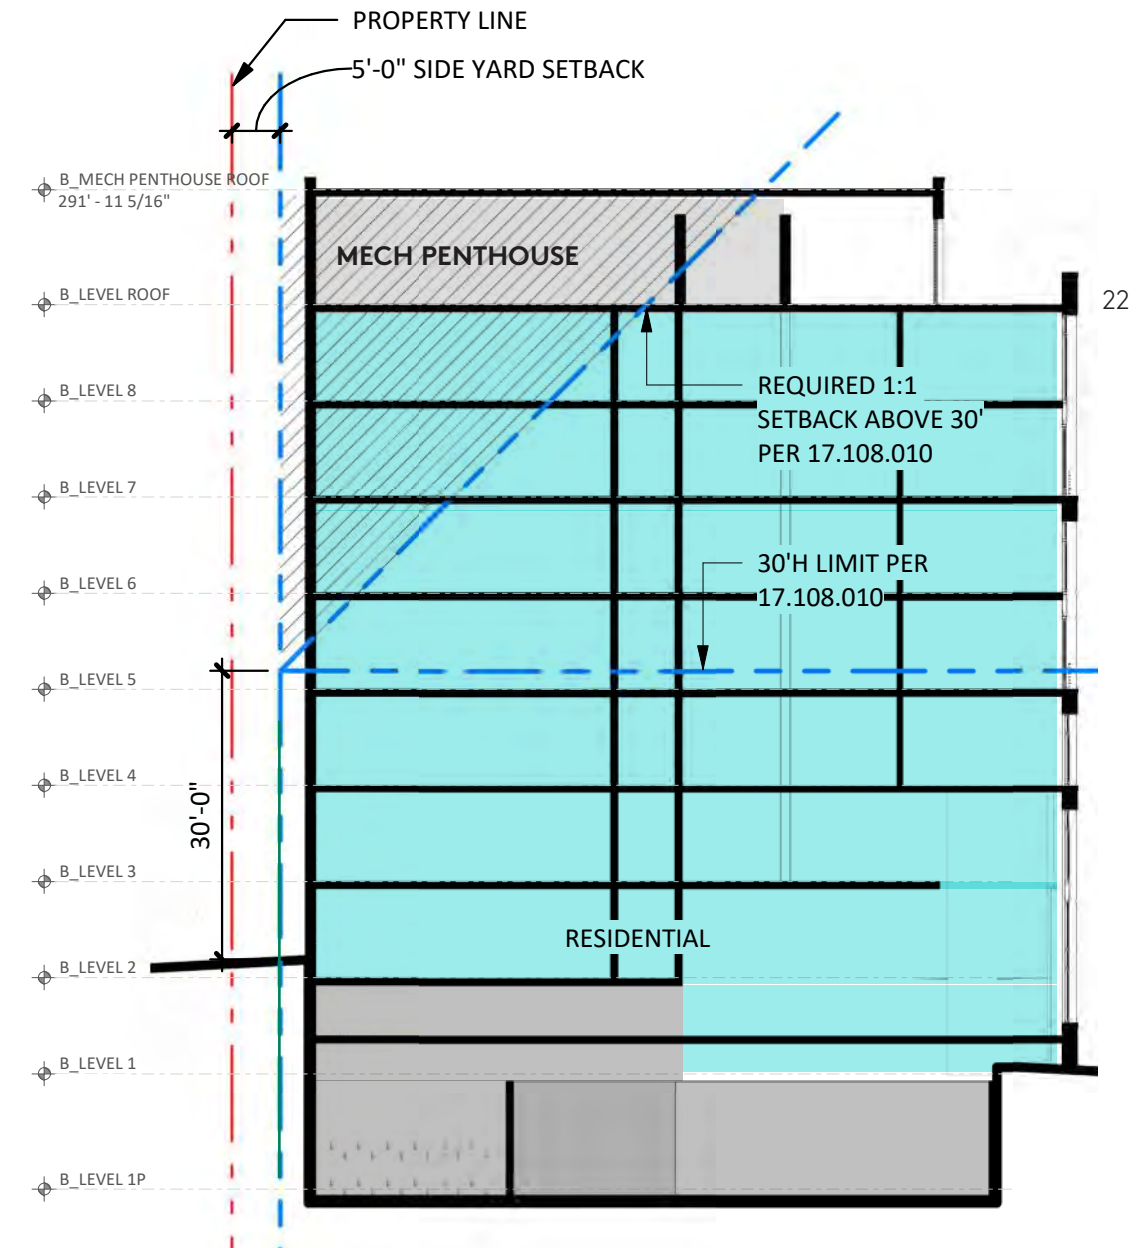 PROPERTY LINE
5'-0" SIDE YARD SETBACK
B_MECH PENTHOUSE ROOF
291' - 11 5/16"
MECH PENTHOUSE
B_LEVEL ROOF
22
B_LEVEL 8
REQUIRED 1:1
SETBACK ABOVE 30'
PER 17.108.010
B_LEVEL 7
30'H LIMIT PER
17.108.010
B_LEVEL 6
B_LEVEL 5
B_LEVEL 4
30'-0"
B_LEVEL 3
RESIDENTIAL
B_LEVEL 2
B_LEVEL 1
B_LEVEL 1P